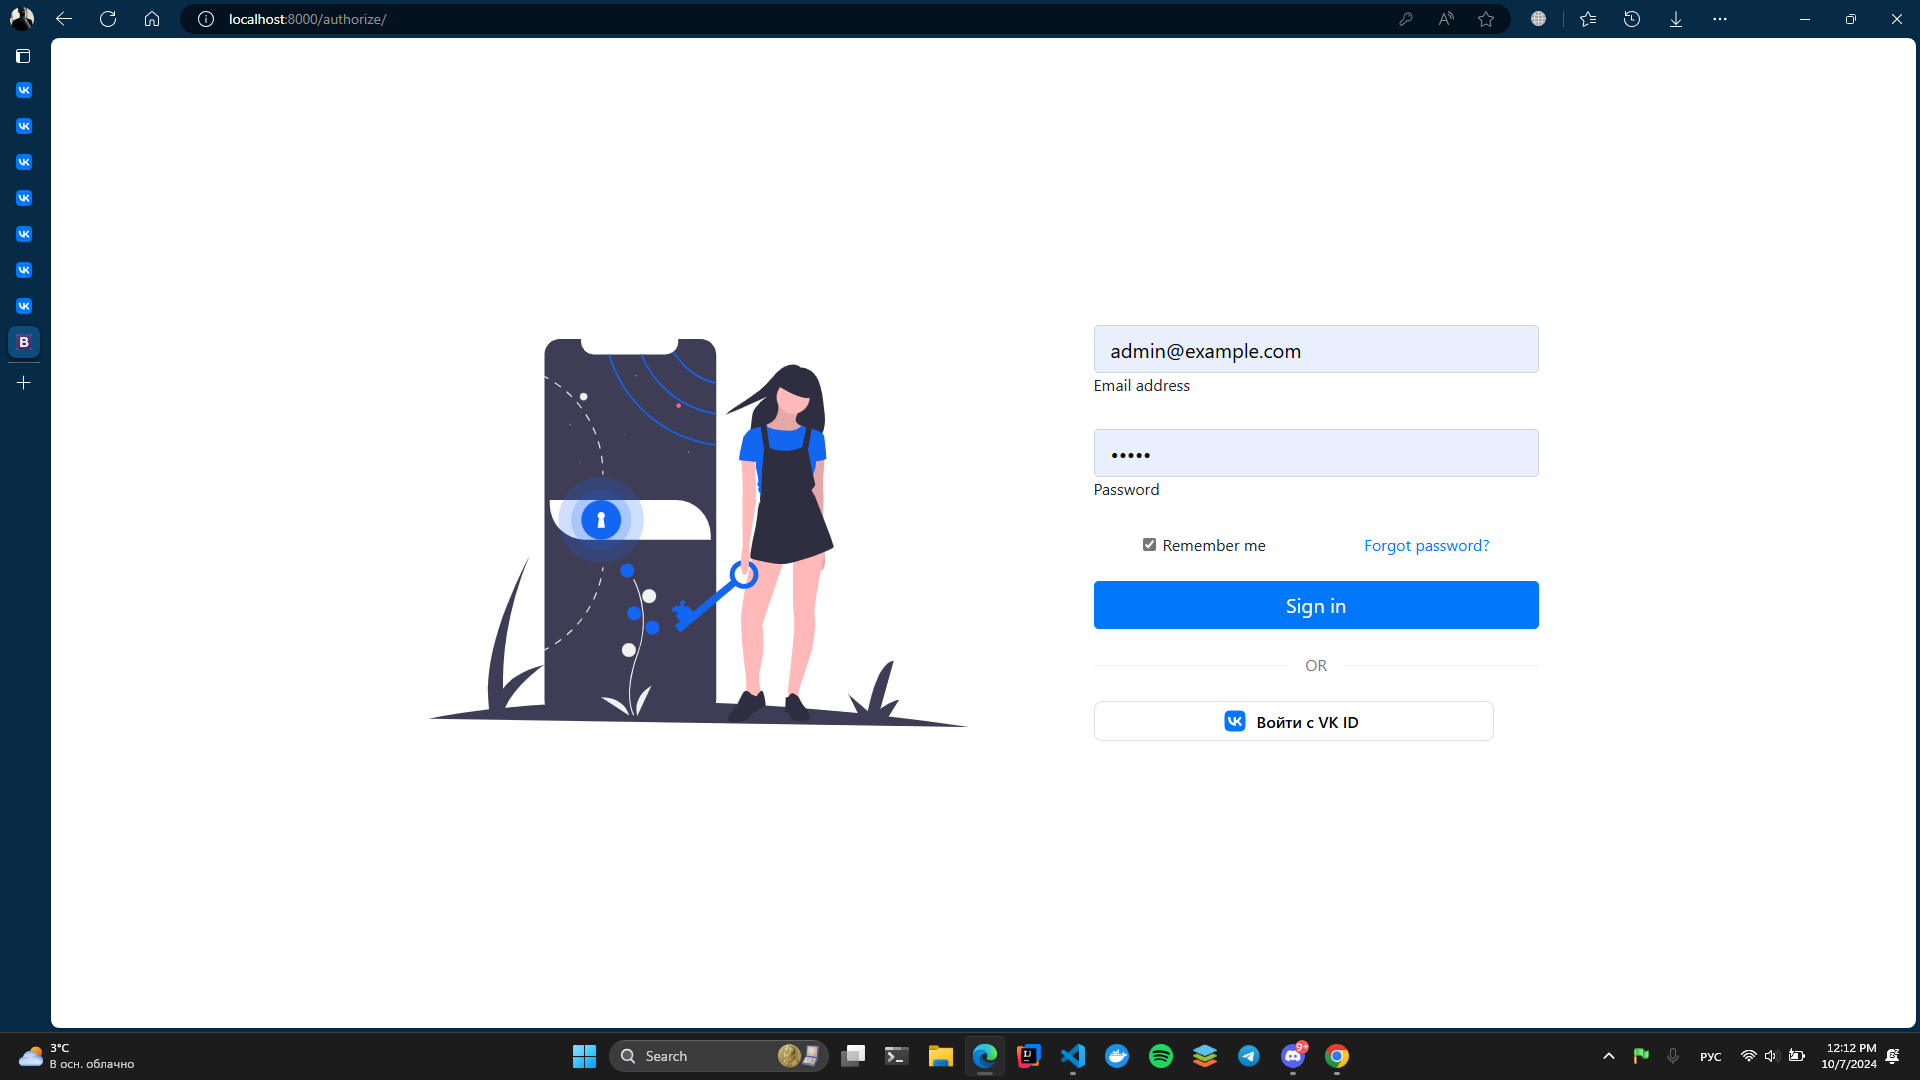 localhost:8000/authorize/
B
admin@example.com
Email address
•••••
Password
Remember me
Forgot password?
Sign in
OR
Войти с VK ID
3°C
В осн. облачно
Search
9+
РУС
12:12 PM
10/7/2024